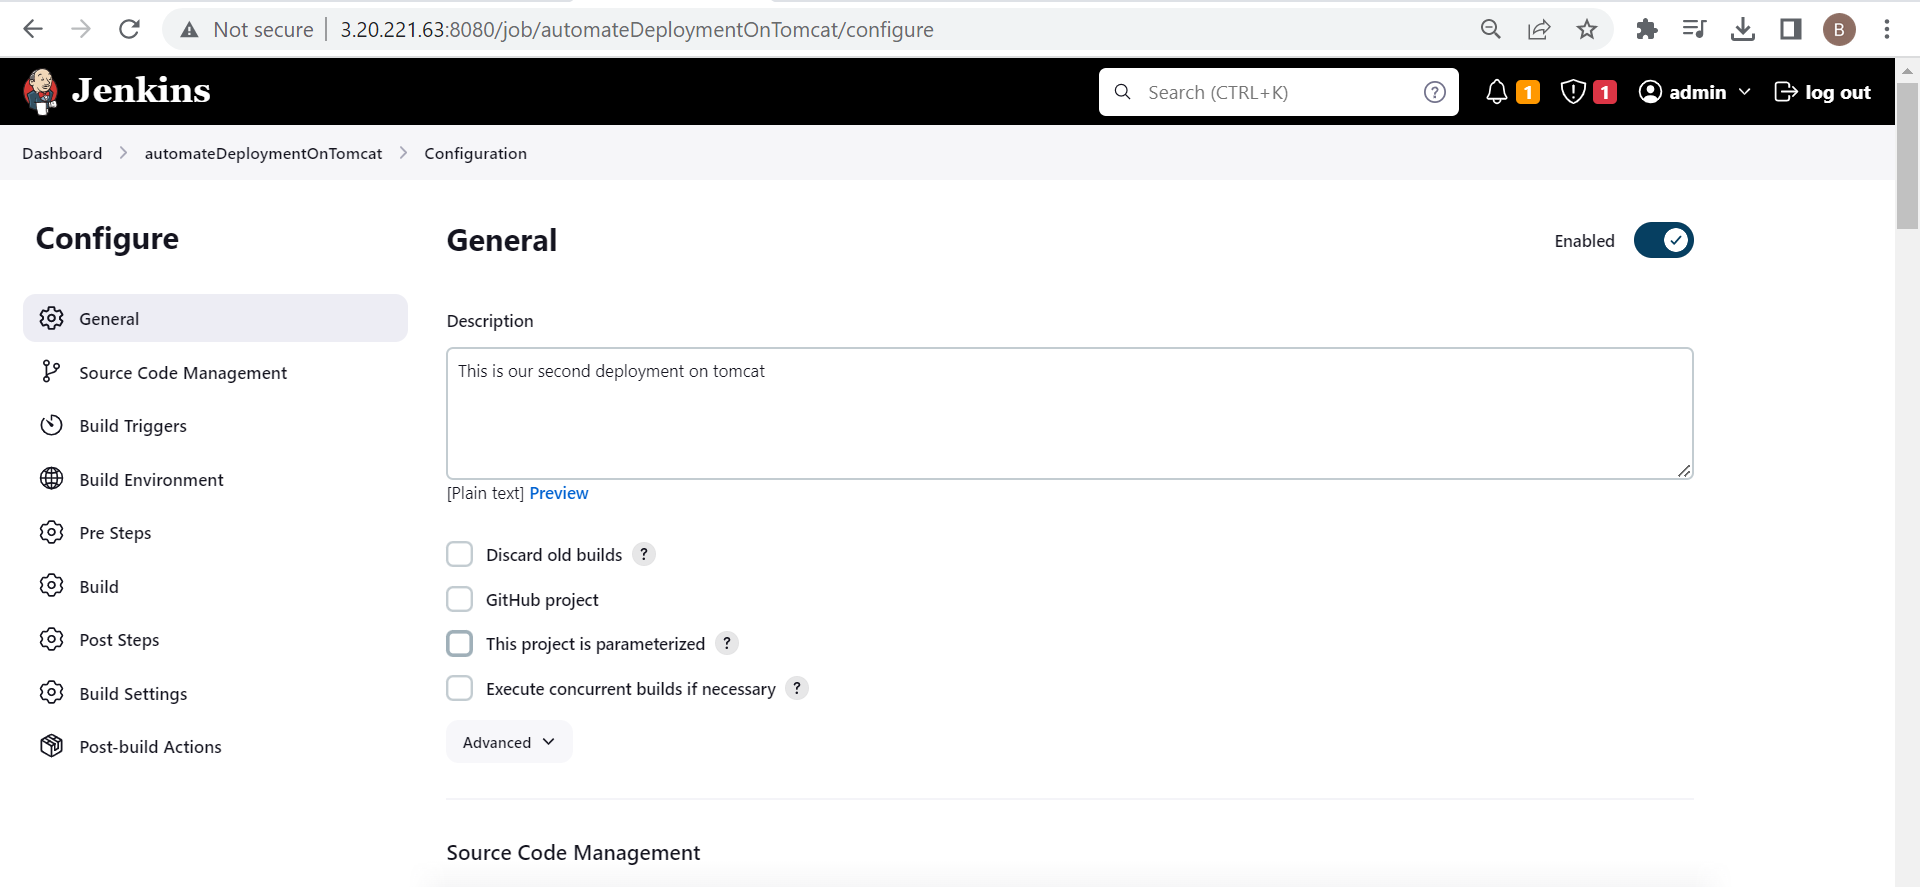 Not secure
3.20.221.63:8080/job/automateDeploymentOnTomcat/configure
B
Jenkins
Search (CTRL+K)
?
1
1
admin
log out
Dashboard
automateDeploymentOnTomcat
Configuration
Configure
General
Source Code Management
Build Triggers
Build Environment
Pre Steps
Build
Post Steps
Build Settings
Post-build Actions
General
Enabled
Description
This is our second deployment on tomcat
[Plain text] Preview
Discard old builds ?
GitHub project
This project is parameterized ?
Execute concurrent builds if necessary ?
Advanced
Source Code Management